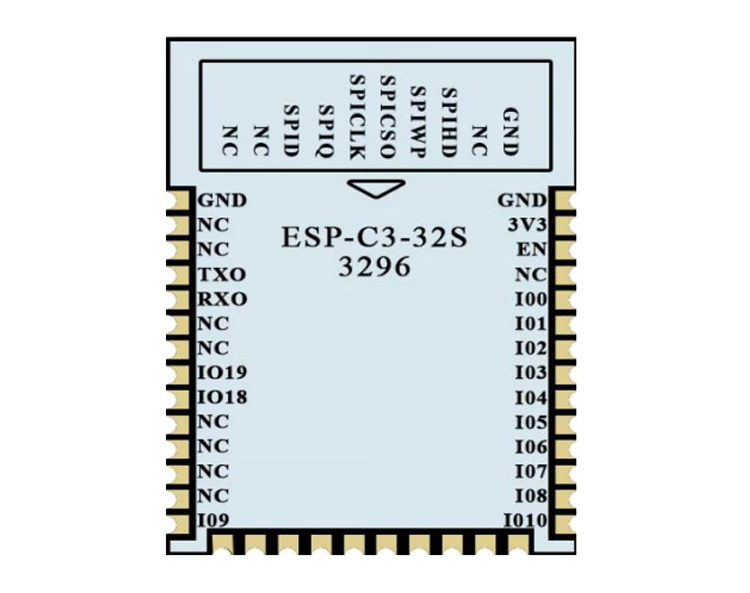 NC
NC
SPID
SPIQ
SPICLK
SPICSO
SPIWP
SPIHD
NC
GND
ESP-C3-32S
3296
GND
NC
NC
TXO
RXO
NC
NC
IO19
IO18
NC
NC
NC
NC
I09
GND
3V3
EN
NC
I00
I01
I02
I03
I04
I05
I06
I07
I08
I010